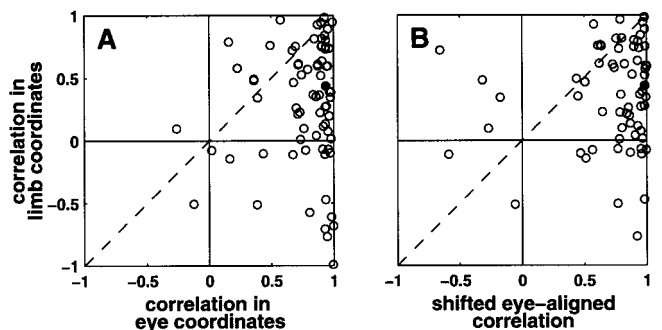 A
B
correlation in
limb coordinates
1
0.5
0
−0.5
−1
−1
−0.5
0
0.5
1
1
0.5
0
−0.5
−1
−1
−0.5
0
0.5
1
correlation in
eye coordinates
shifted eye−aligned
correlation